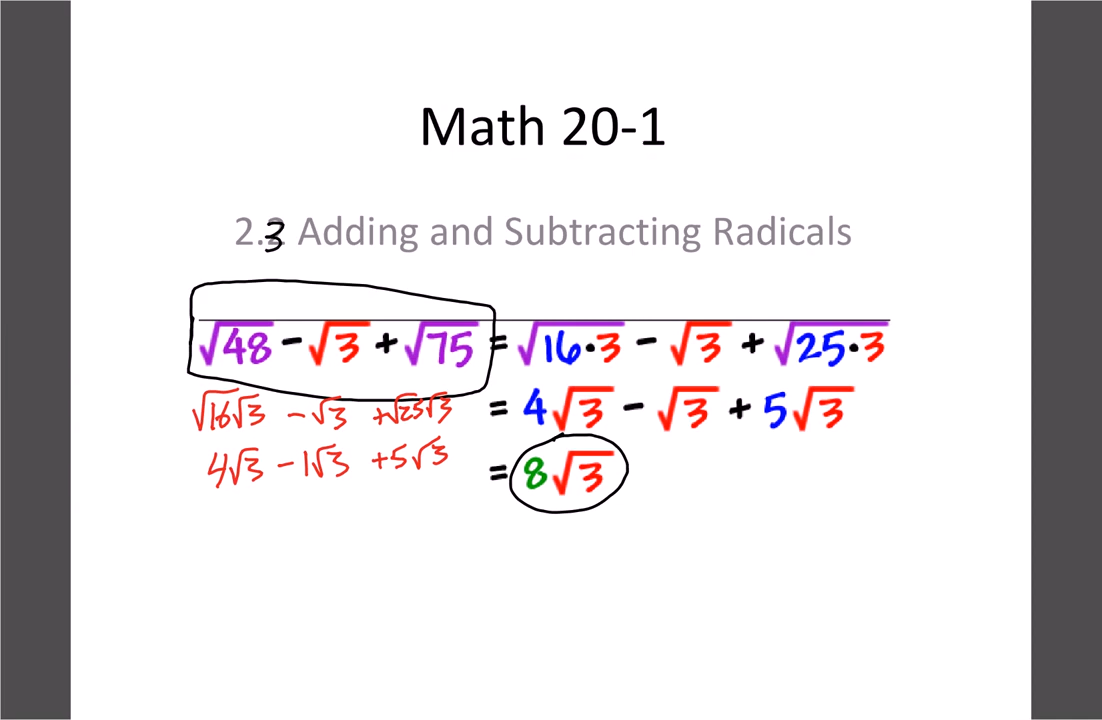 Math 20-1
2.3 Adding and Subtracting Radicals
√48 - √3 + √75 = √16·3 - √3 + √25·3
√16√3 - √3 +√25√3 = 4√3 - √3 + 5√3
4√3 - 1√3 +5√3 = 8√3